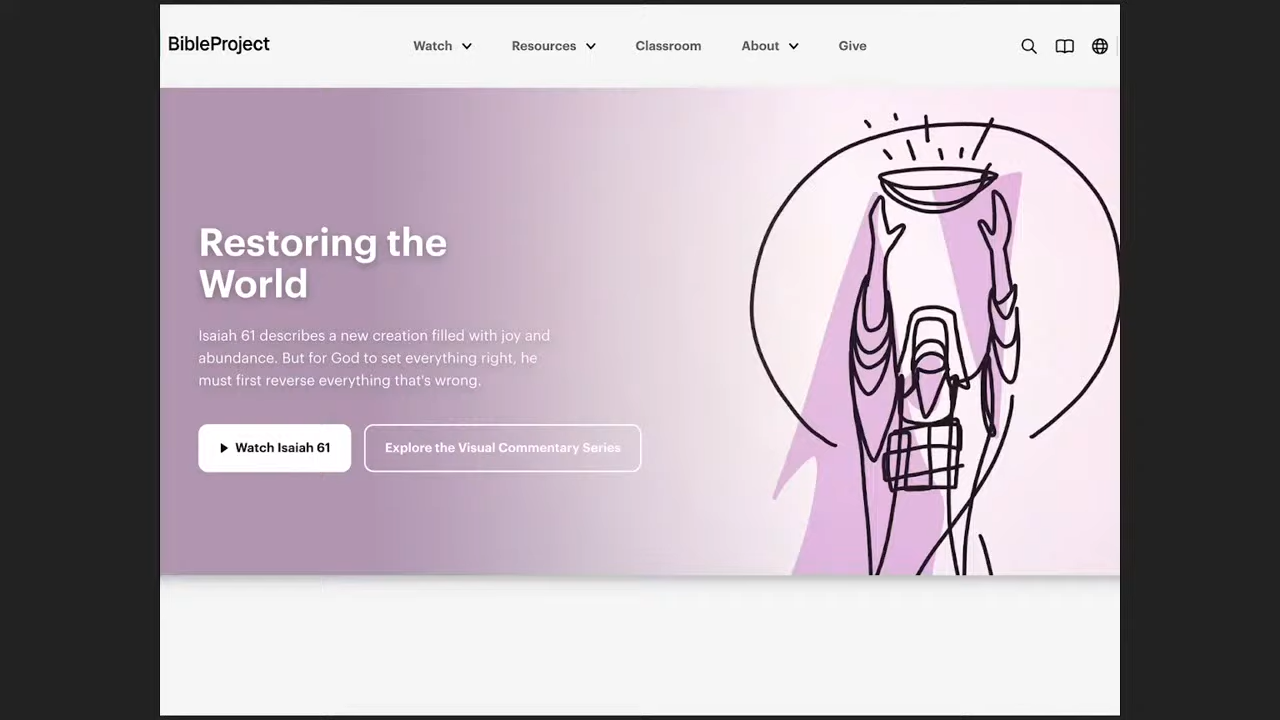 BibleProject
Watch
Resources
Classroom
About
Give
Restoring the
World
Isaiah 61 describes a new creation filled with joy and
abundance. But for God to set everything right, he
must first reverse everything that's wrong.
Watch Isaiah 61
Explore the Visual Commentary Series